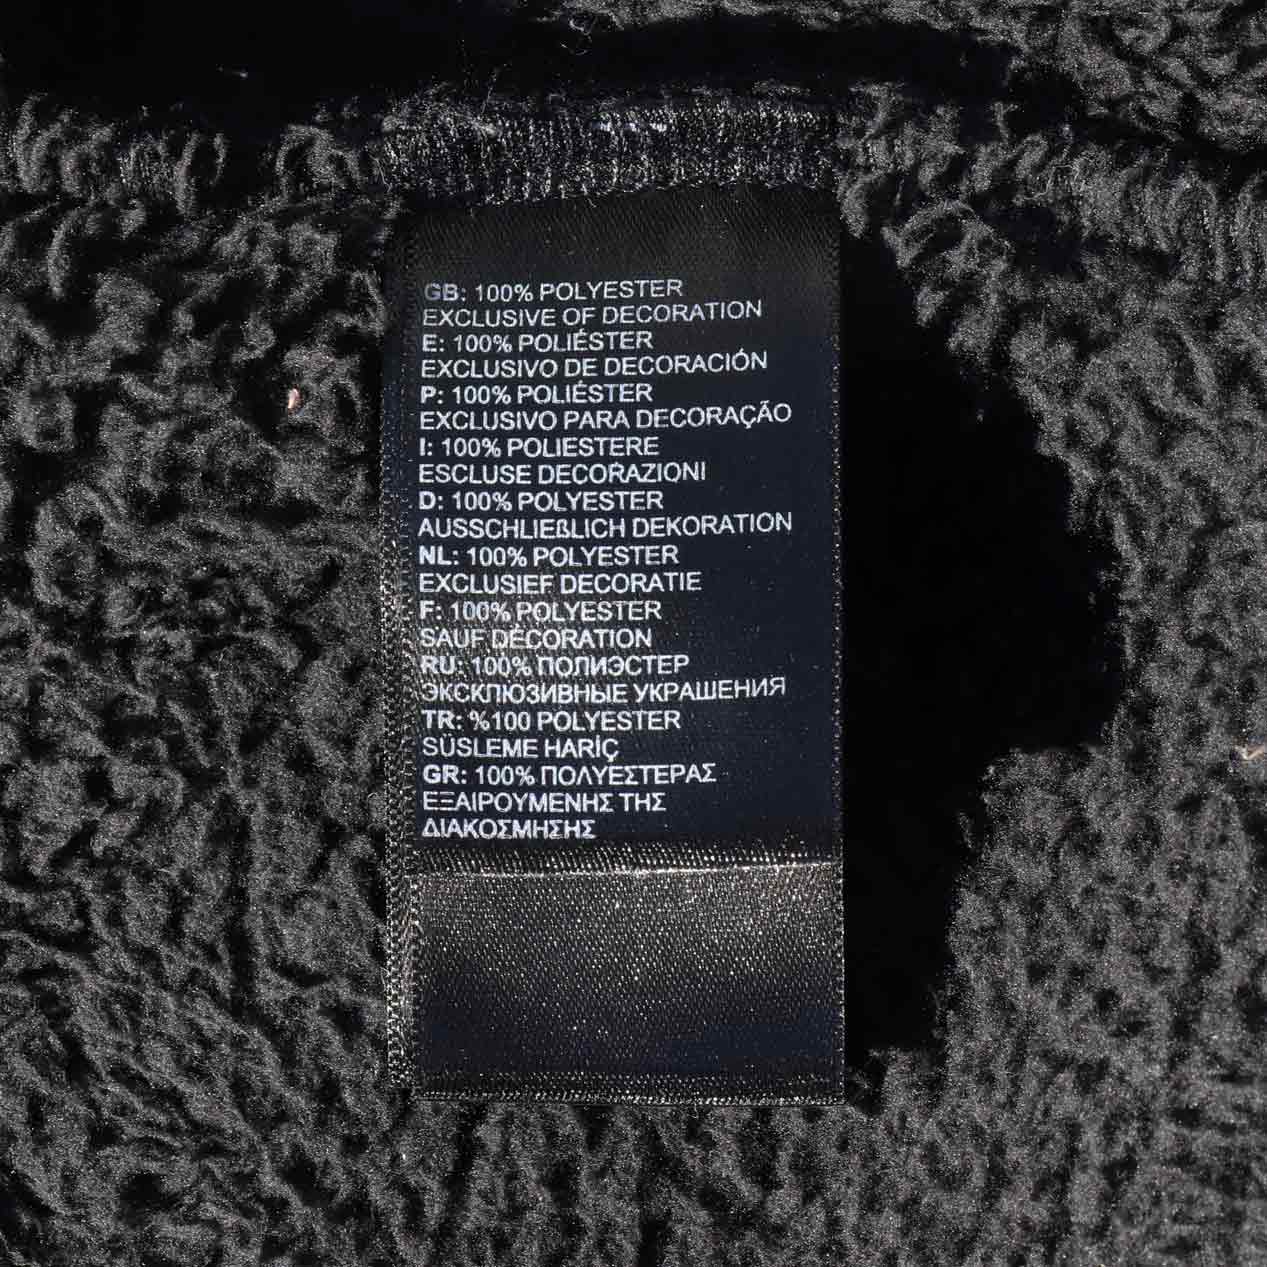 GB: 100% POLYESTER
EXCLUSIVE OF DECORATION
E: 100% POLIÉSTER
EXCLUSIVO DE DECORACIÓN
P: 100% POLIÉSTER
EXCLUSIVO PARA DECORAÇÃO
I: 100% POLIESTERE
ESCLUSE DECORAZIONI
D: 100% POLYESTER
AUSSCHLIEßLICH DEKORATION
NL: 100% POLYESTER
EXCLUSIEF DECORATIE
F: 100% POLYESTER
SAUF DÉCORATION
RU: 100% ПОЛИЭСТЕР
ЭКСКЛЮЗИВНЫЕ УКРАШЕНИЯ
TR: %100 POLYESTER
SÜSLEME HARİÇ
GR: 100% ΠΟΛΥΕΣΤΕΡΑΣ
ΕΞΑΙΡΟΥΜΕΝΗΣ ΤΗΣ
ΔΙΑΚΟΣΜΗΣΗΣ